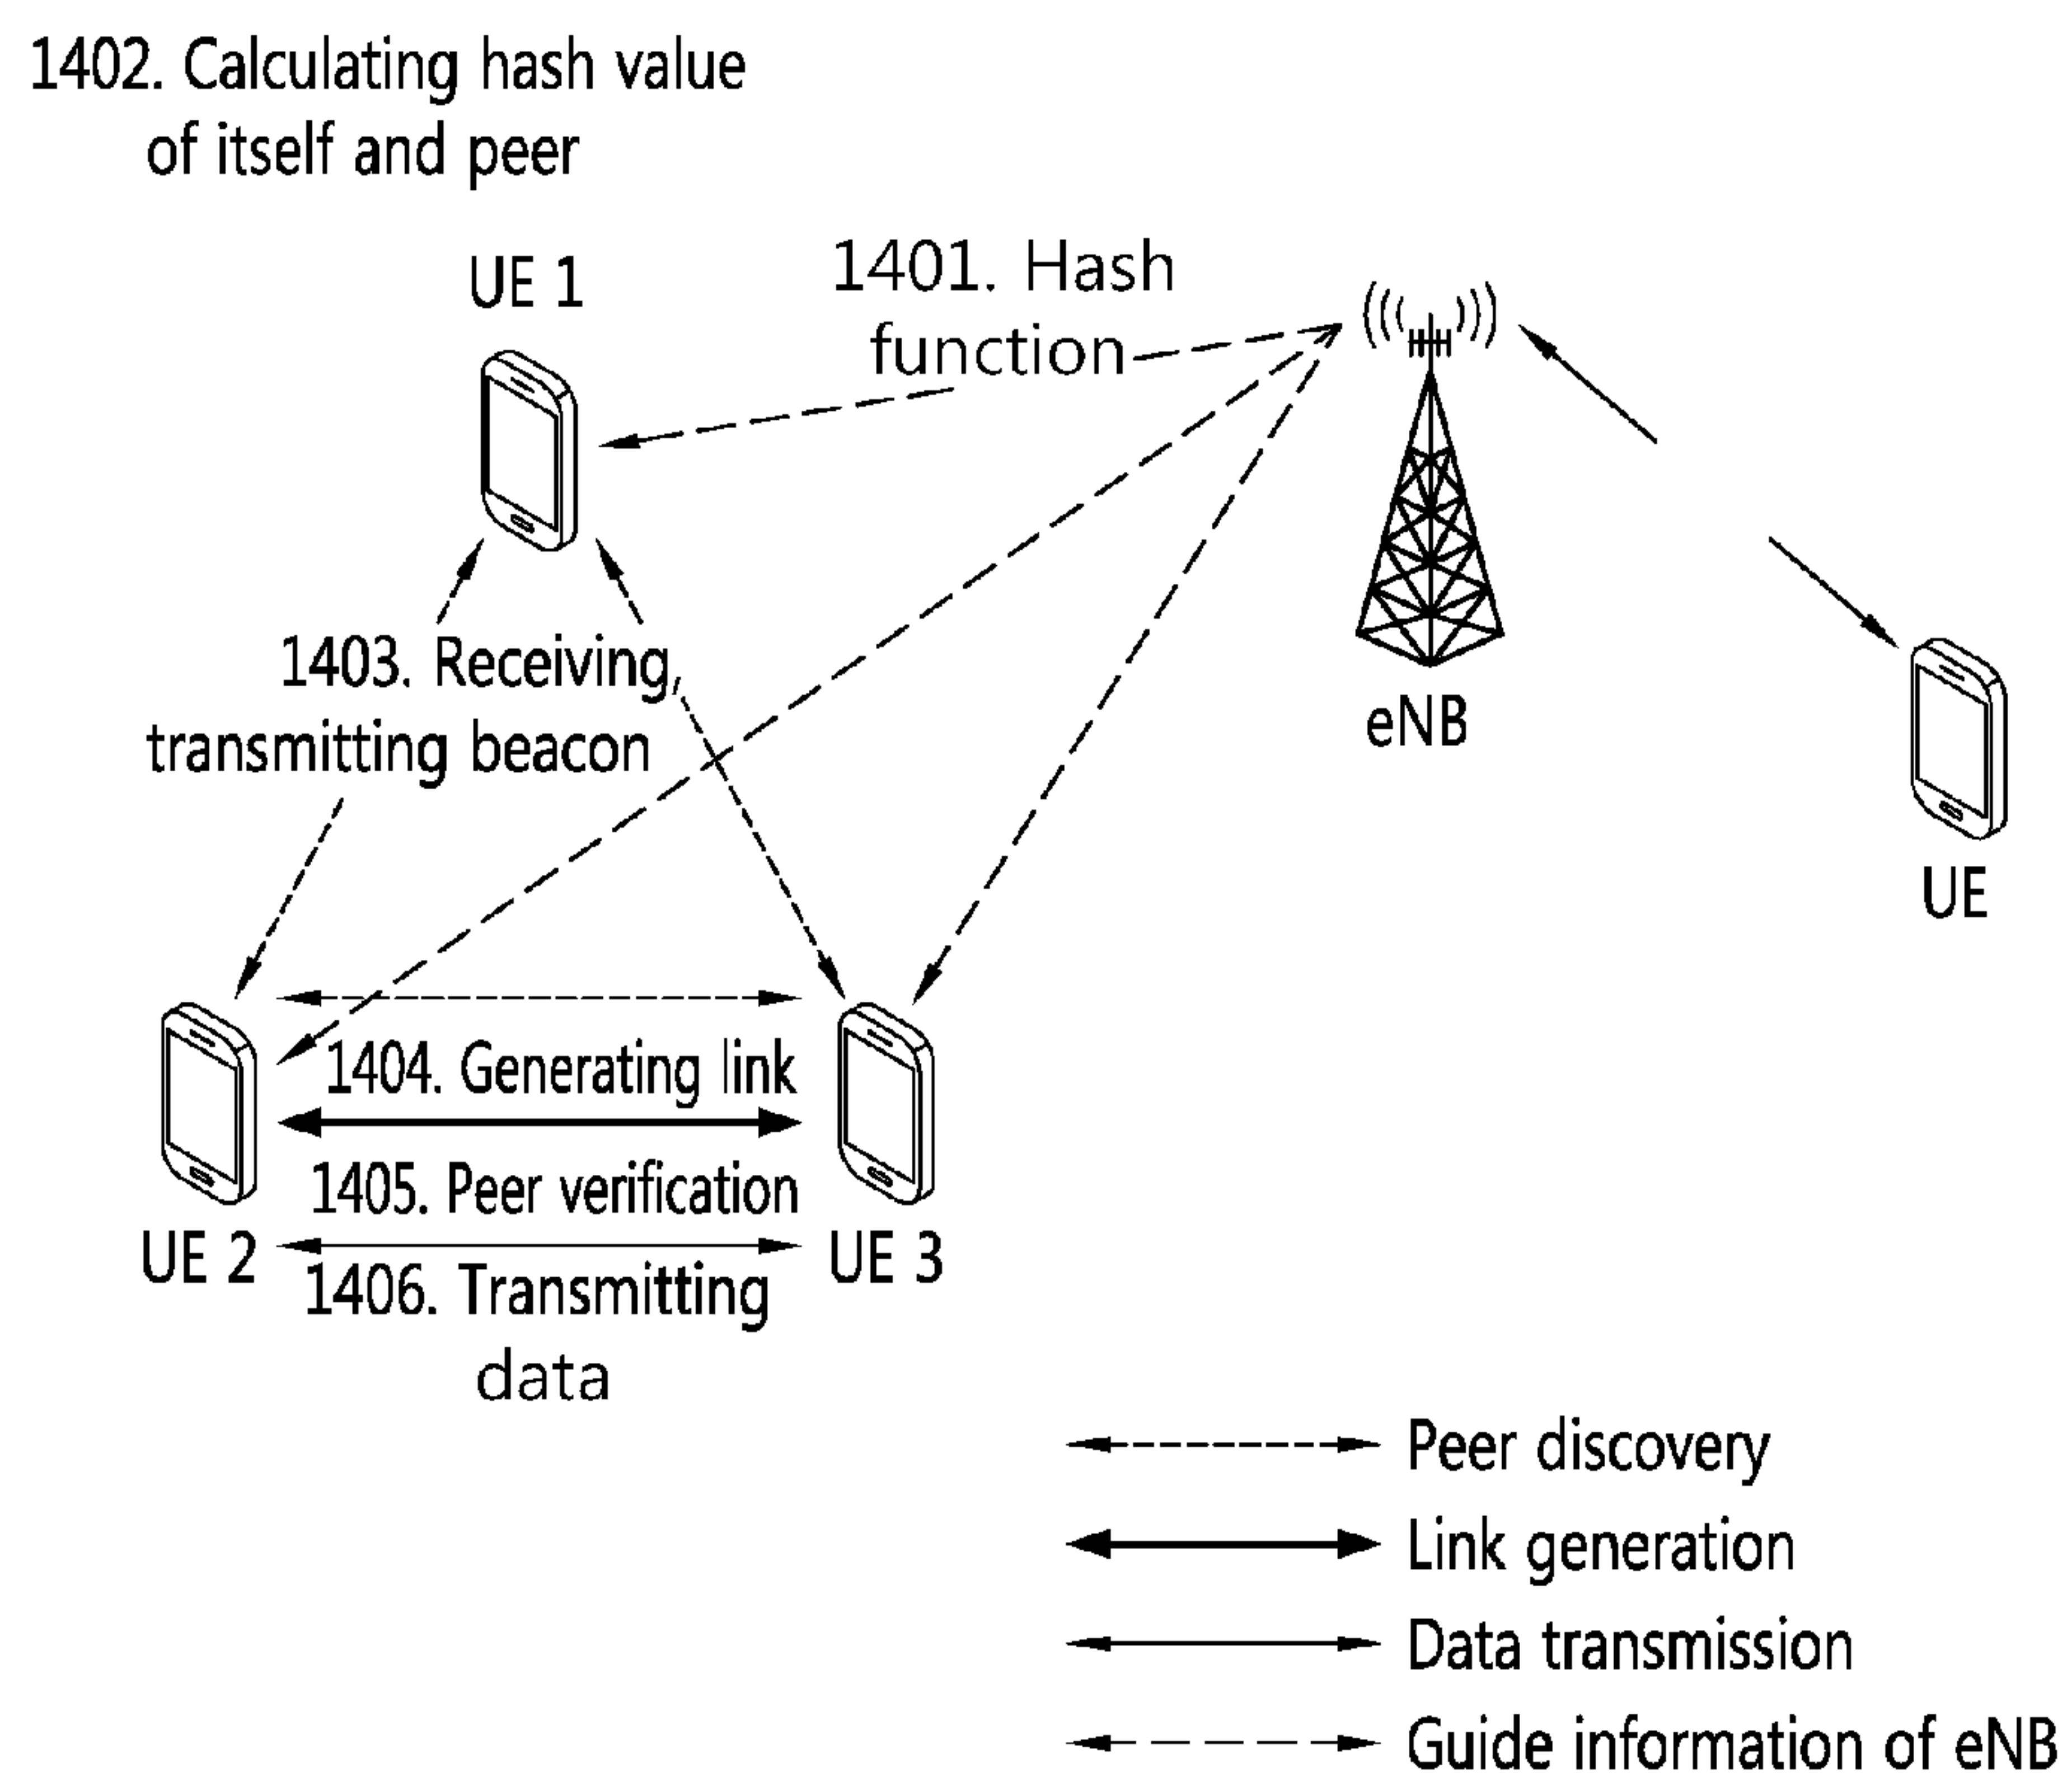 1402. Calculating hash value
of itself and peer
UE 1
1401. Hash
function
1403. Receiving,
transmitting beacon
eNB
UE
1404. Generating link
1405. Peer verification
UE 2
UE 3
1406. Transmitting
data
Peer discovery
Link generation
Data transmission
Guide information of eNB